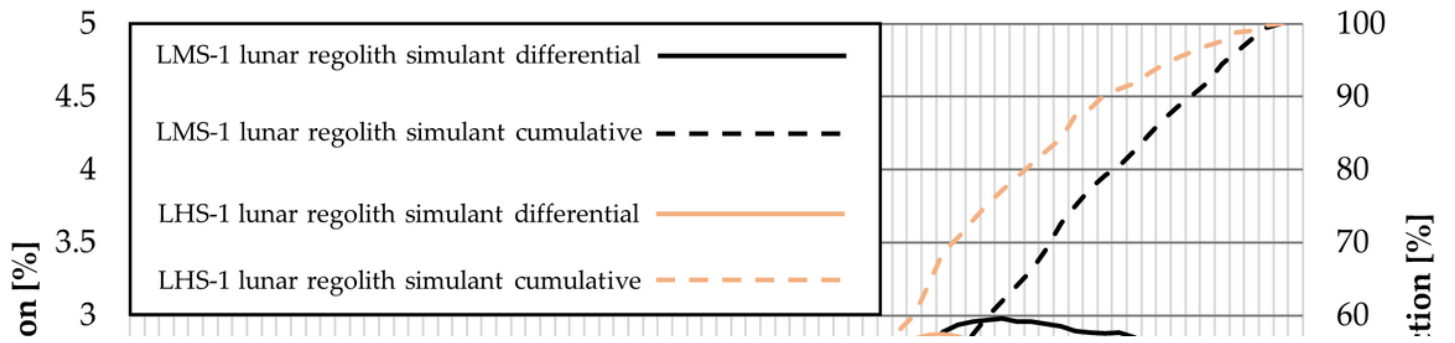 5
100
LMS-1 lunar regolith simulant differential
4.5
90
LMS-1 lunar regolith simulant cumulative
4
80
LHS-1 lunar regolith simulant differential
3.5
70
LHS-1 lunar regolith simulant cumulative
3
60
on [%]
ction [%]